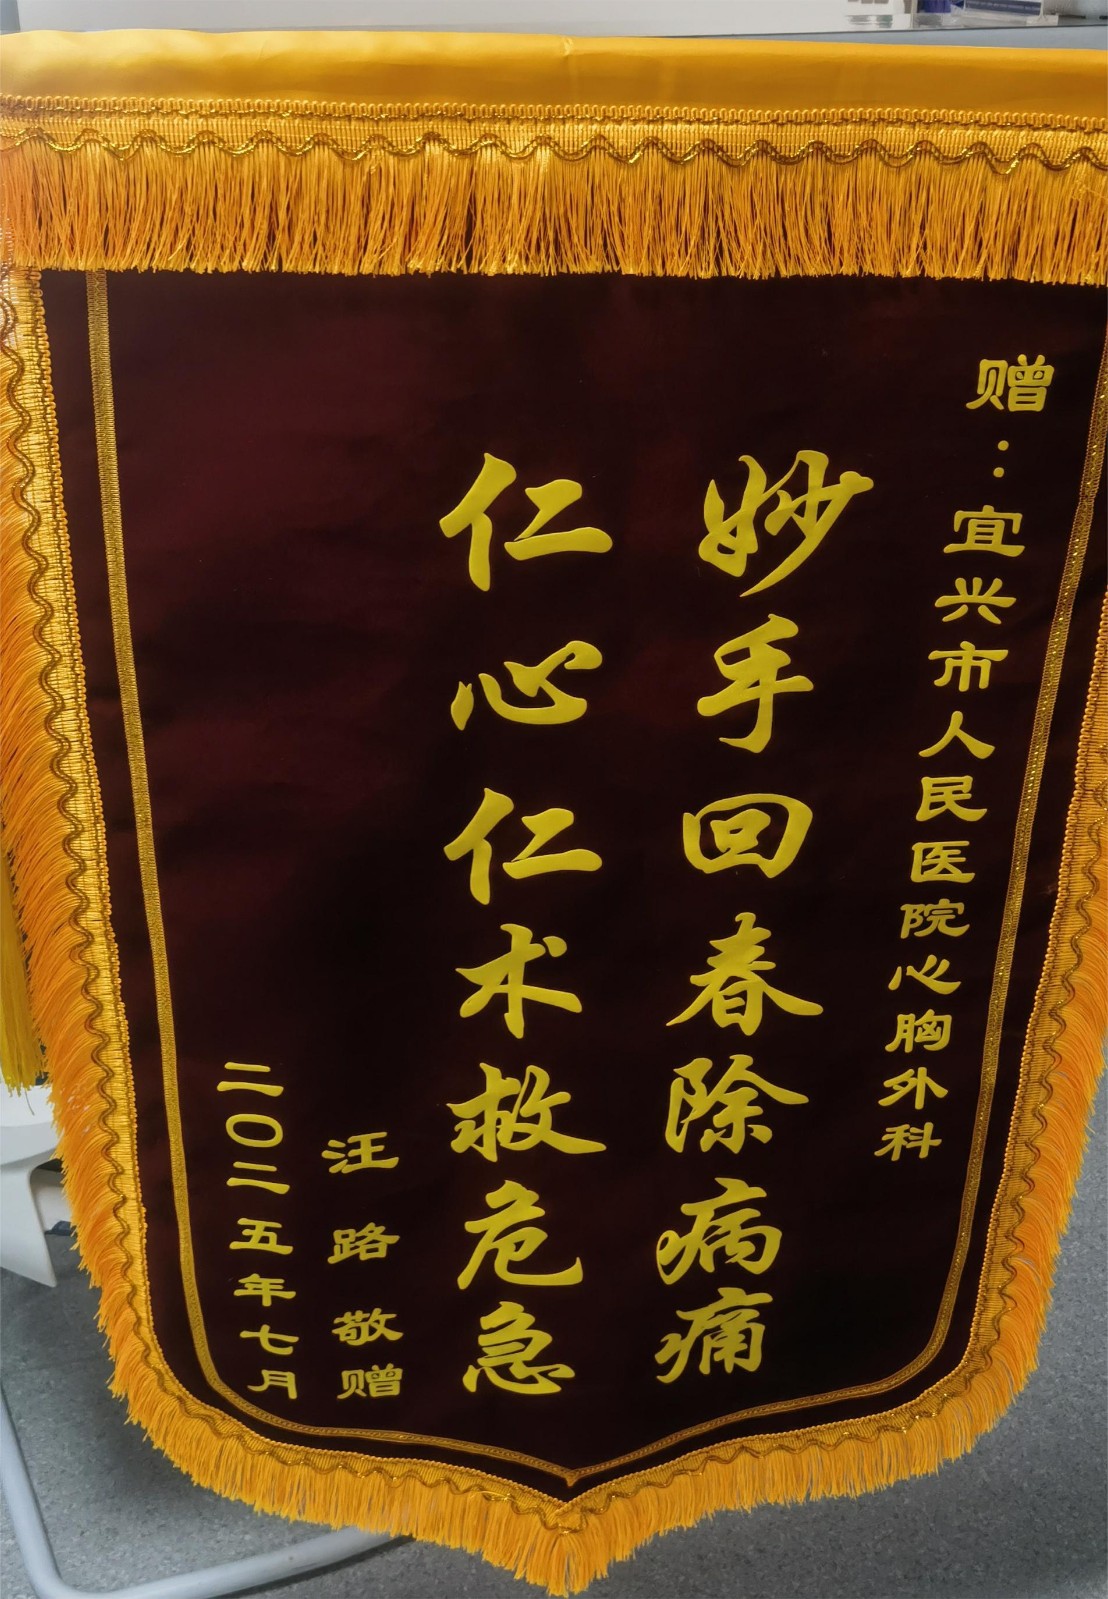 赠：宜兴市人民医院心胸外科
妙手回春除病痛
仁心仁术救危急
汪路敬赠
二〇二五年七月